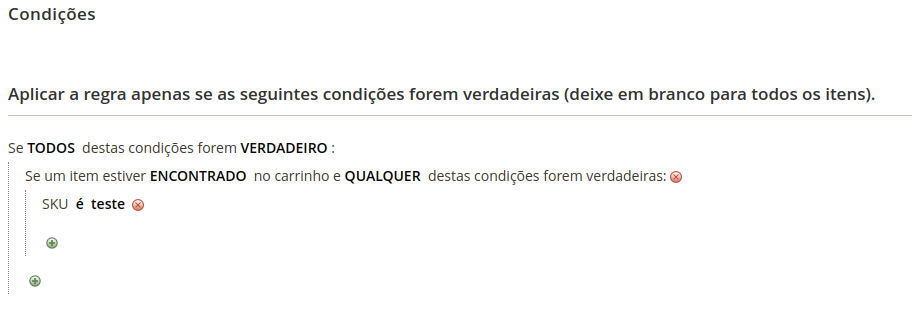 Condições
Aplicar a regra apenas se as seguintes condições forem verdadeiras (deixe em branco para todos os itens).
Se TODOS destas condições forem VERDADEIRO :
Se um item estiver ENCONTRADO no carrinho e QUALQUER destas condições forem verdadeiras:
SKU é teste